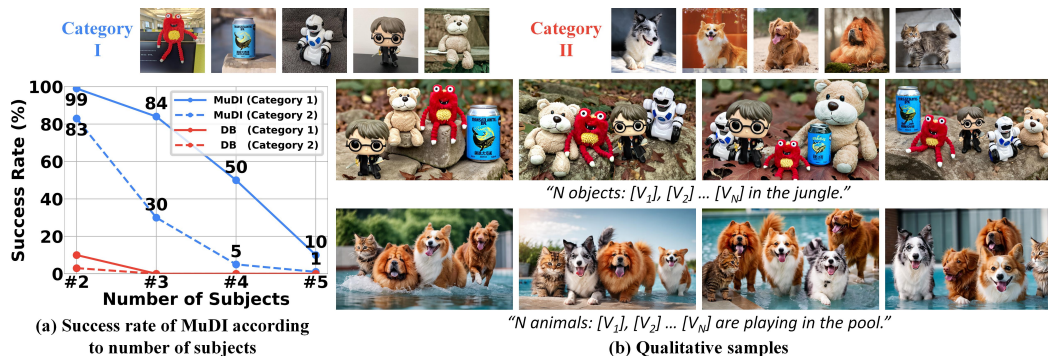 Category
I
Category
II
Success Rate (%)
100
80
60
40
20
0
99
83
84
30
50
5
10
1
MuDI (Category 1)
MuDI (Category 2)
DB (Category 1)
DB (Category 2)
#2 #3 #4 #5
Number of Subjects
(a) Success rate of MuDI according
to number of subjects
“N objects: [V1], [V2] ... [VN] in the jungle.”
“N animals: [V1], [V2] ... [VN] are playing in the pool.”
(b) Qualitative samples